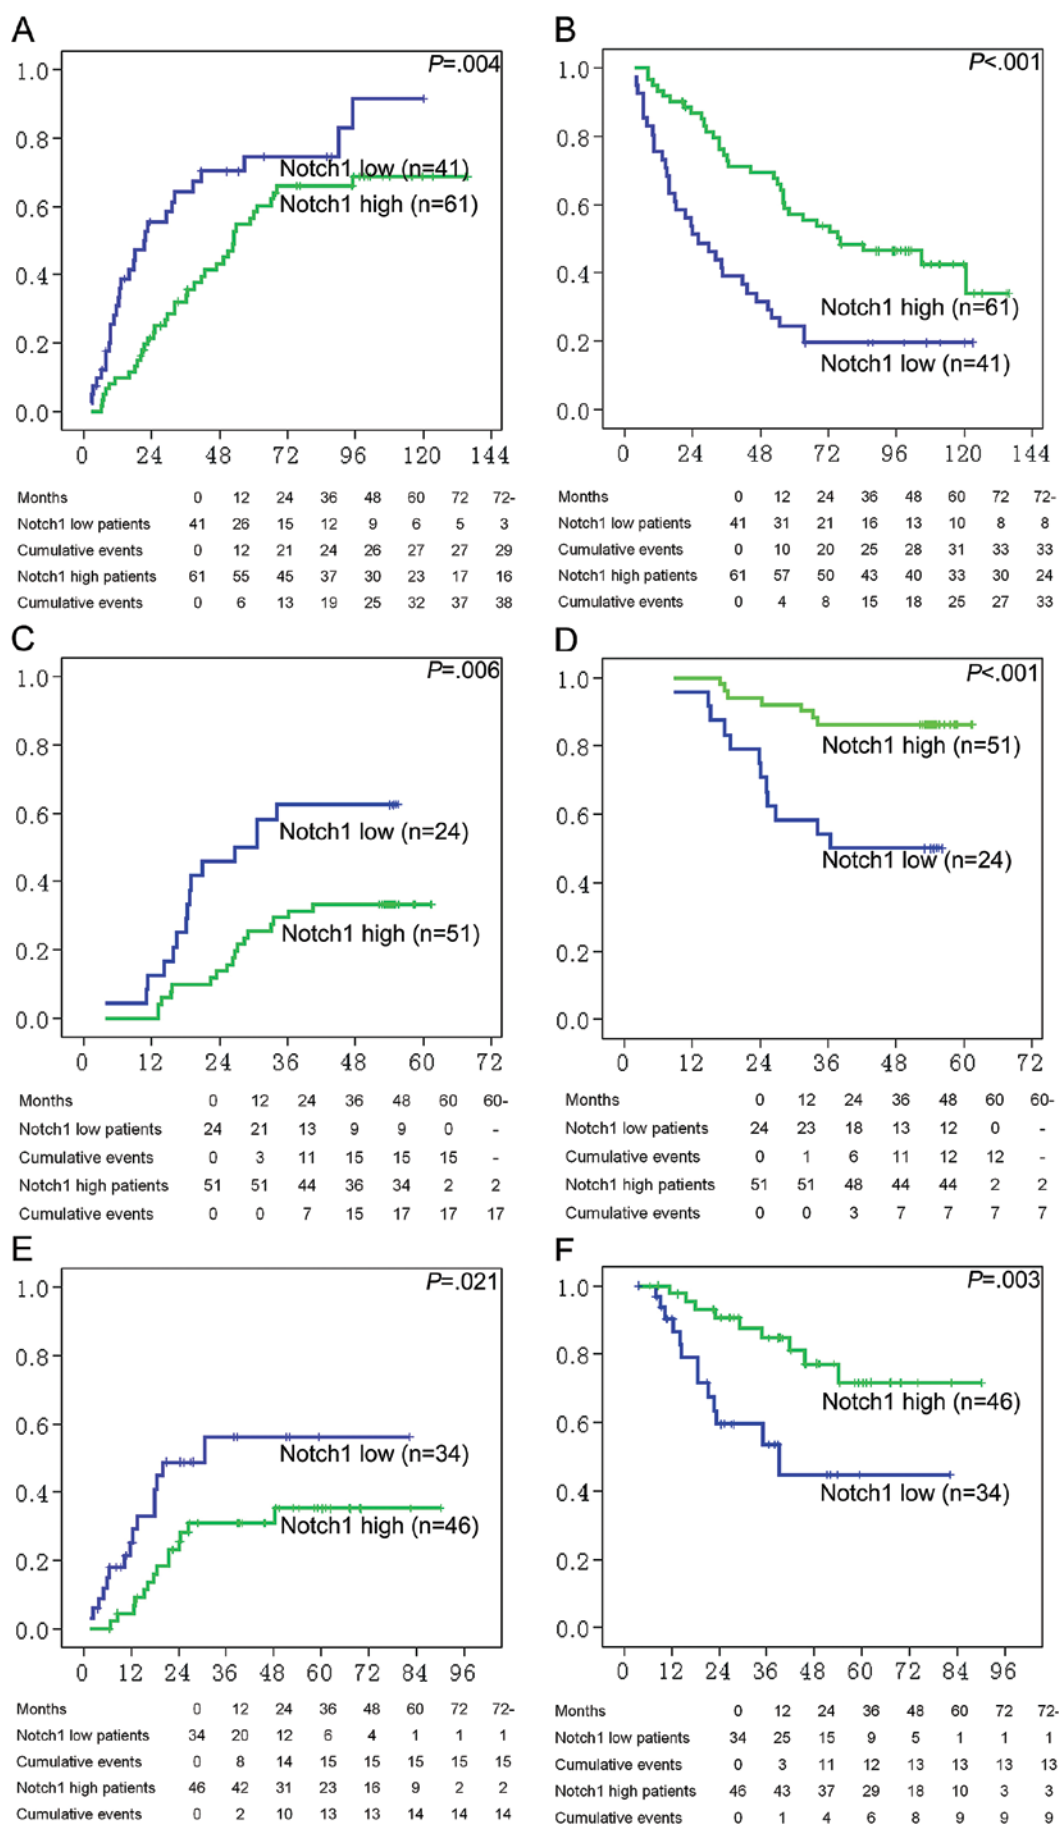 A
P=.004
1.0
0.8
0.6
0.4
0.2
0.0
Notch1 low (n=41)
Notch1 high (n=61)
0 24 48 72 96 120 144
Months 0 12 24 36 48 60 72 72-
Notch1 low patients 41 26 15 12 9 6 5 3
Cumulative events 0 12 21 24 26 27 27 29
Notch1 high patients 61 55 45 37 30 23 17 16
Cumulative events 0 6 13 19 25 32 37 38
B
P<.001
1.0
0.8
0.6
0.4
0.2
0.0
Notch1 high (n=61)
Notch1 low (n=41)
0 24 48 72 96 120 144
Months 0 12 24 36 48 60 72 72-
Notch1 low patients 41 31 21 16 13 10 8 8
Cumulative events 0 10 20 25 28 31 33 33
Notch1 high patients 61 57 50 43 40 33 30 24
Cumulative events 0 4 8 15 18 25 27 33
C
P=.006
1.0
0.8
0.6
0.4
0.2
0.0
Notch1 low (n=24)
Notch1 high (n=51)
0 12 24 36 48 60 72
Months 0 12 24 36 48 60 60-
Notch1 low patients 24 21 13 9 9 0 -
Cumulative events 0 3 11 15 15 15 -
Notch1 high patients 51 51 44 36 34 2 2
Cumulative events 0 0 7 15 17 17 17
D
P<.001
1.0
0.8
0.6
0.4
0.2
0.0
Notch1 high (n=51)
Notch1 low (n=24)
0 12 24 36 48 60 72
Months 0 12 24 36 48 60 60-
Notch1 low patients 24 23 18 13 12 0 -
Cumulative events 0 1 6 11 12 12 -
Notch1 high patients 51 51 48 44 44 2 2
Cumulative events 0 0 3 7 7 7 7
E
P=.021
1.0
0.8
0.6
0.4
0.2
0.0
Notch1 low (n=34)
Notch1 high (n=46)
0 12 24 36 48 60 72 84 96
Months 0 12 24 36 48 60 72 72-
Notch1 low patients 34 20 12 6 4 1 1 1
Cumulative events 0 8 14 15 15 15 15 15
Notch1 high patients 46 42 31 23 16 9 2 2
Cumulative events 0 2 10 13 13 14 14 14
F
P=.003
1.0
0.8
0.6
0.4
0.2
0.0
Notch1 high (n=46)
Notch1 low (n=34)
0 12 24 36 48 60 72 84 96
Months 0 12 24 36 48 60 72 72-
Notch1 low patients 34 25 15 9 5 1 1 1
Cumulative events 0 3 11 12 13 13 13 13
Notch1 high patients 46 43 37 29 18 10 3 3
Cumulative events 0 1 4 6 8 9 9 9